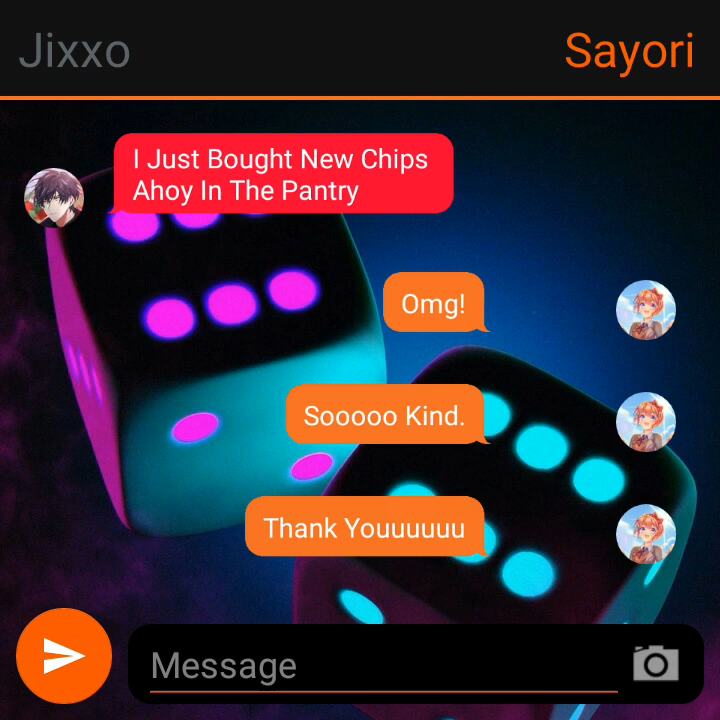 Jixxo
Sayori
I Just Bought New Chips
Ahoy In The Pantry
Omg!
Sooooo Kind.
Thank Youuuuuu
Message